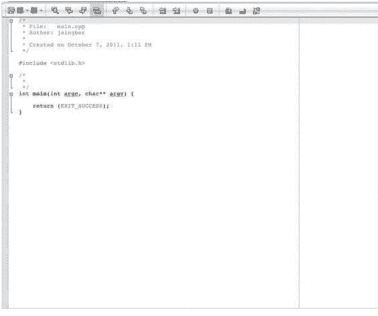 /*
 * File:   main.cpp
 * Author: jaingber
 *
 * Created on October 7, 2011, 1:11 PM
 */
#include <stdlib.h>
/*
 *
 */
int main(int argc, char** argv) {
    return (EXIT_SUCCESS);
}